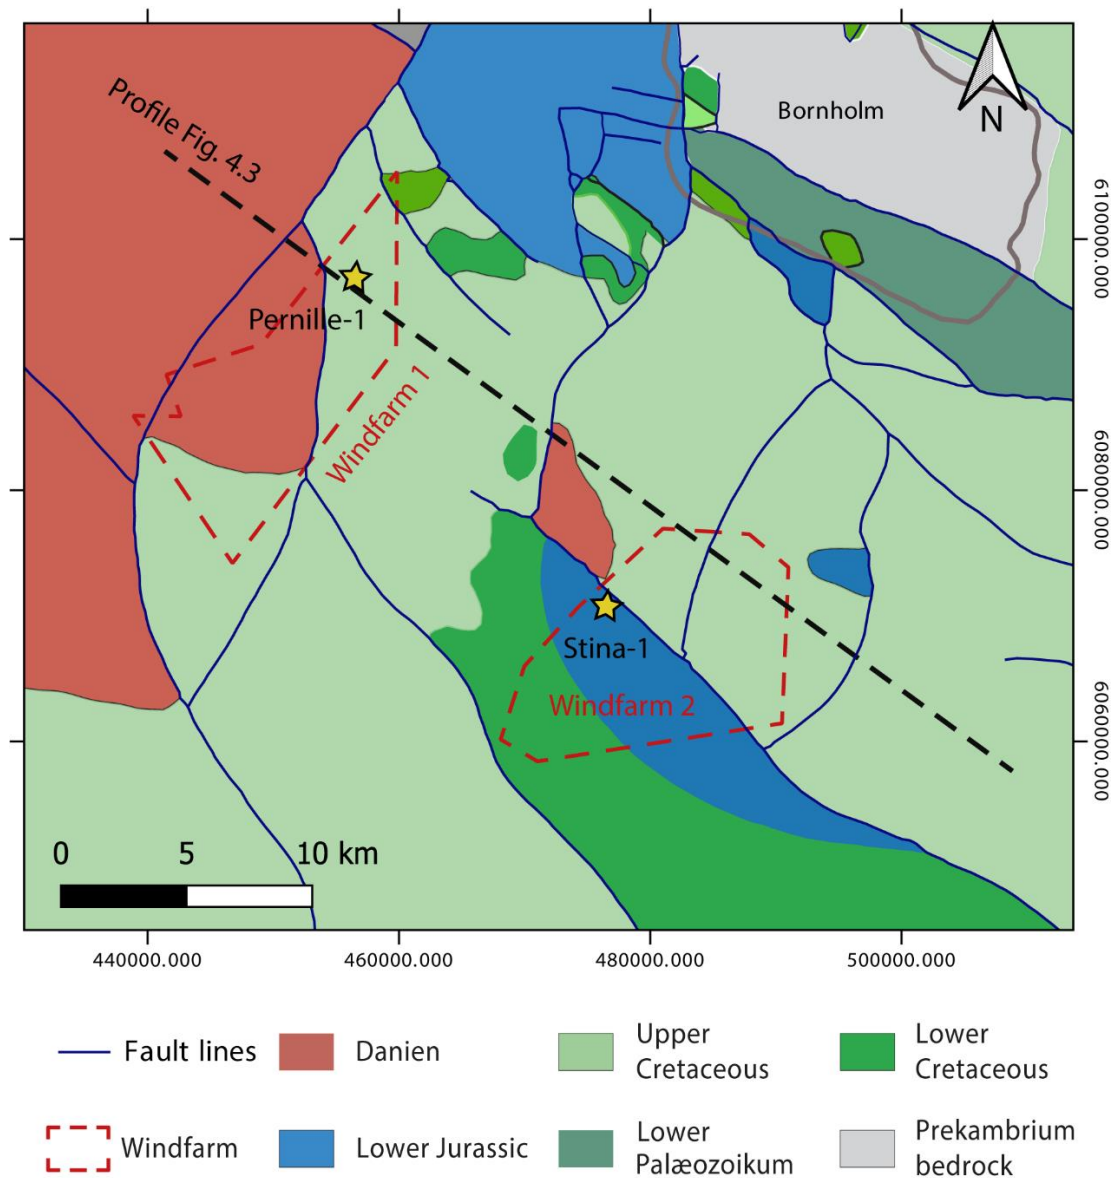 Profile Fig. 4.3
Bornholm
N
6100000.000
Pernille-1
Windfarm 1
6080000.000
Stina-1
Windfarm 2
6060000.000
0 5 10 km
440000.000 460000.000 480000.000 500000.000
Fault lines
Danien
Upper
Cretaceous
Lower
Cretaceous
Windfarm
Lower Jurassic
Lower
Palæozoikum
Prekambrium
bedrock